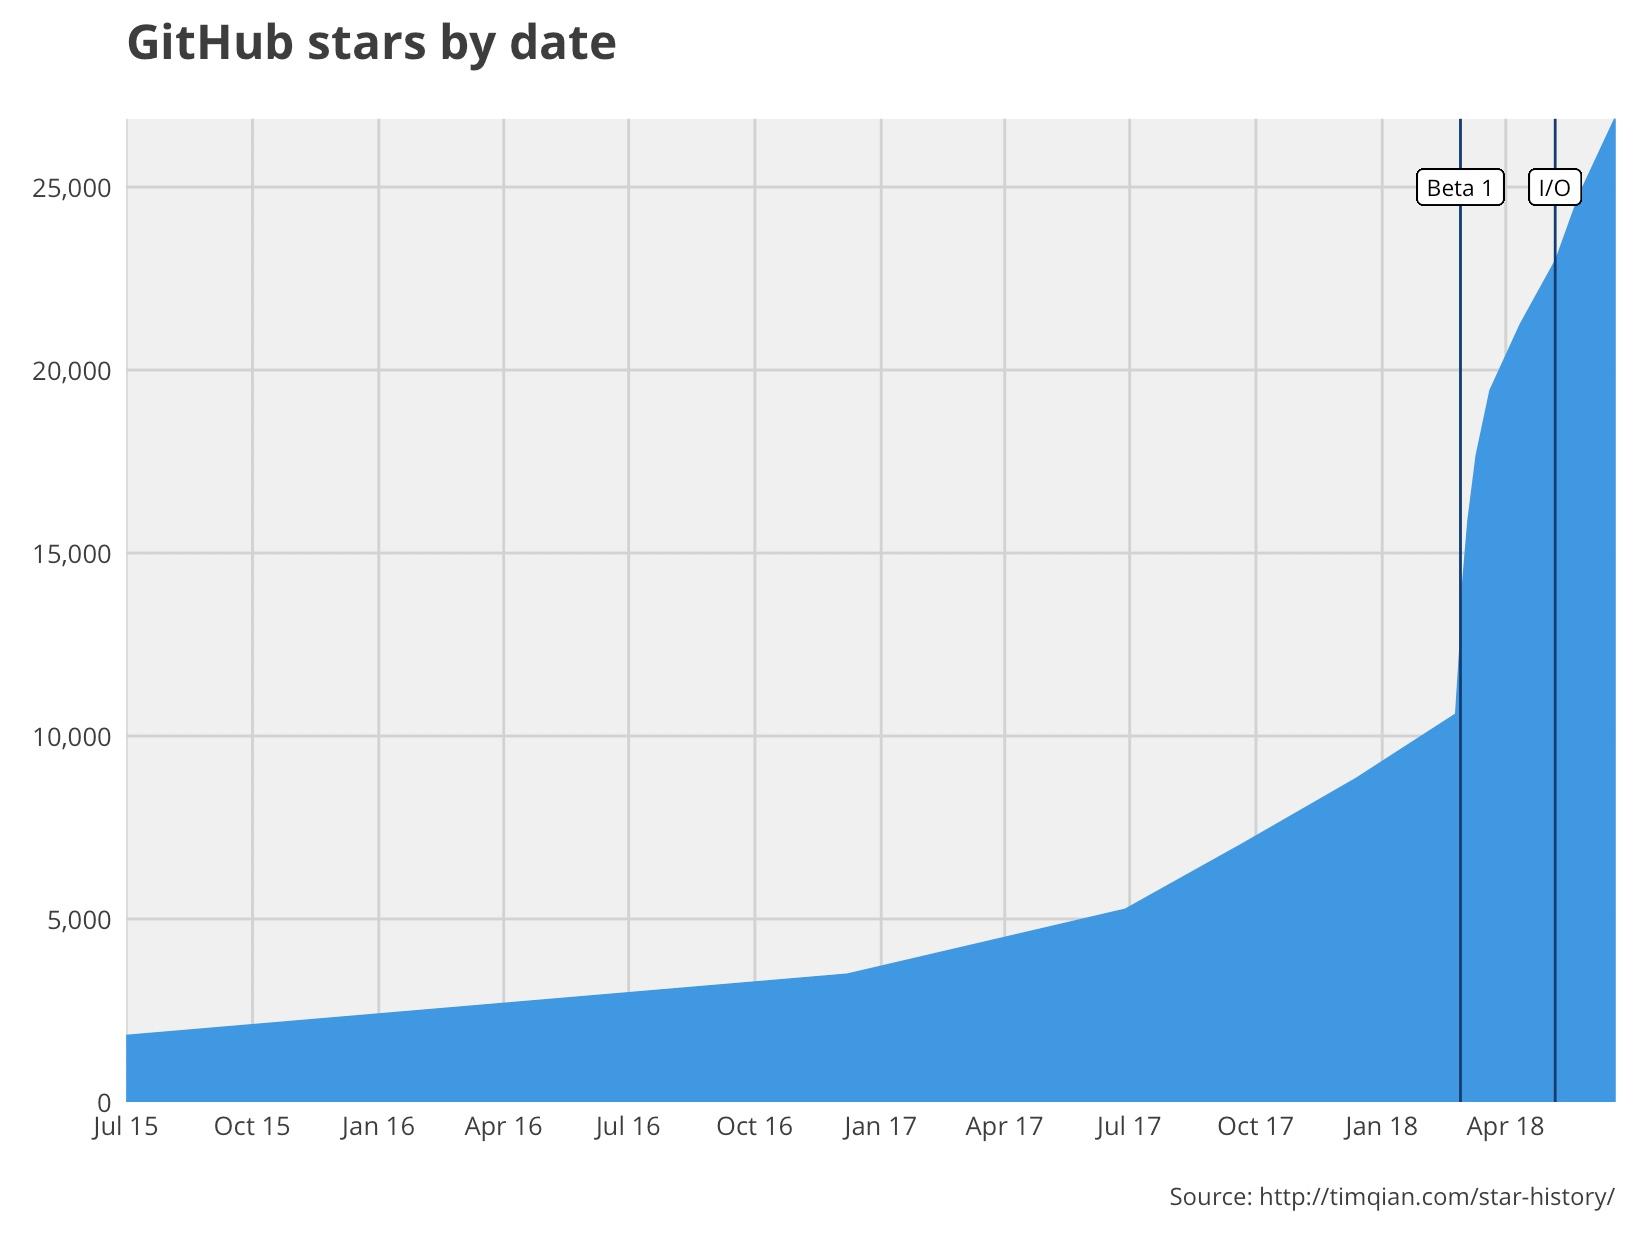 GitHub stars by date
25,000
20,000
15,000
10,000
5,000
0
Beta 1
I/O
Jul 15 Oct 15 Jan 16 Apr 16 Jul 16 Oct 16 Jan 17 Apr 17 Jul 17 Oct 17 Jan 18 Apr 18
Source: http://timqian.com/star-history/